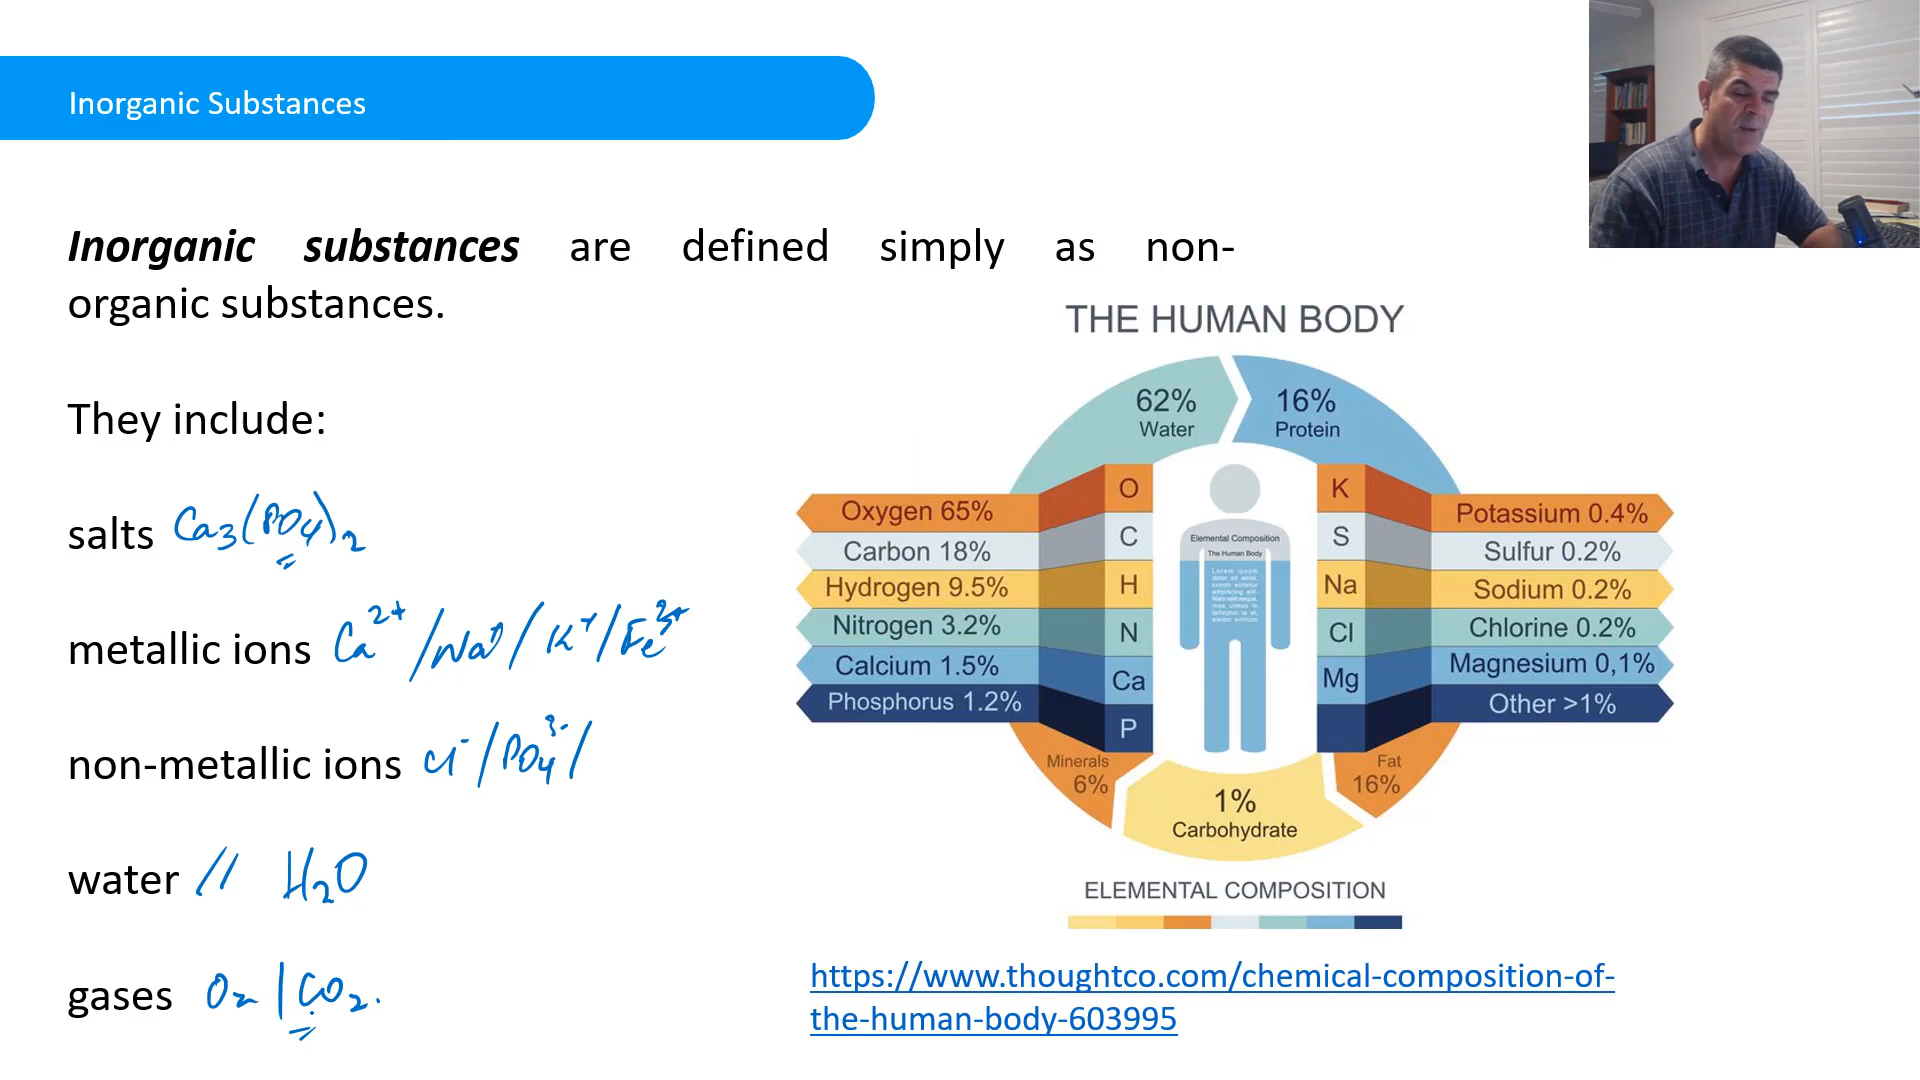 Inorganic Substances
Inorganic substances are defined simply as non-
organic substances.
They include:
salts Ca₃(PO₄)₂
metallic ions Ca²⁺ / Na⁺ / K⁺ / Fe³⁺
non-metallic ions Cl⁻ / PO₄³⁻ /
water // H₂O
gases O₂ / CO₂.
THE HUMAN BODY
62%
Water
16%
Protein
Oxygen 65%
Carbon 18%
Hydrogen 9.5%
Nitrogen 3.2%
Calcium 1.5%
Phosphorus 1.2%
O
C
H
N
Ca
P
Elemental Composition
The Human Body
Lorem ipsum
dolor sit amet,
K
S
Na
Cl
Mg
Potassium 0.4%
Sulfur 0.2%
Sodium 0.2%
Chlorine 0.2%
Magnesium 0,1%
Other >1%
Minerals
6%
1%
Carbohydrate
Fat
16%
ELEMENTAL COMPOSITION
https://www.thoughtco.com/chemical-composition-of-
the-human-body-603995